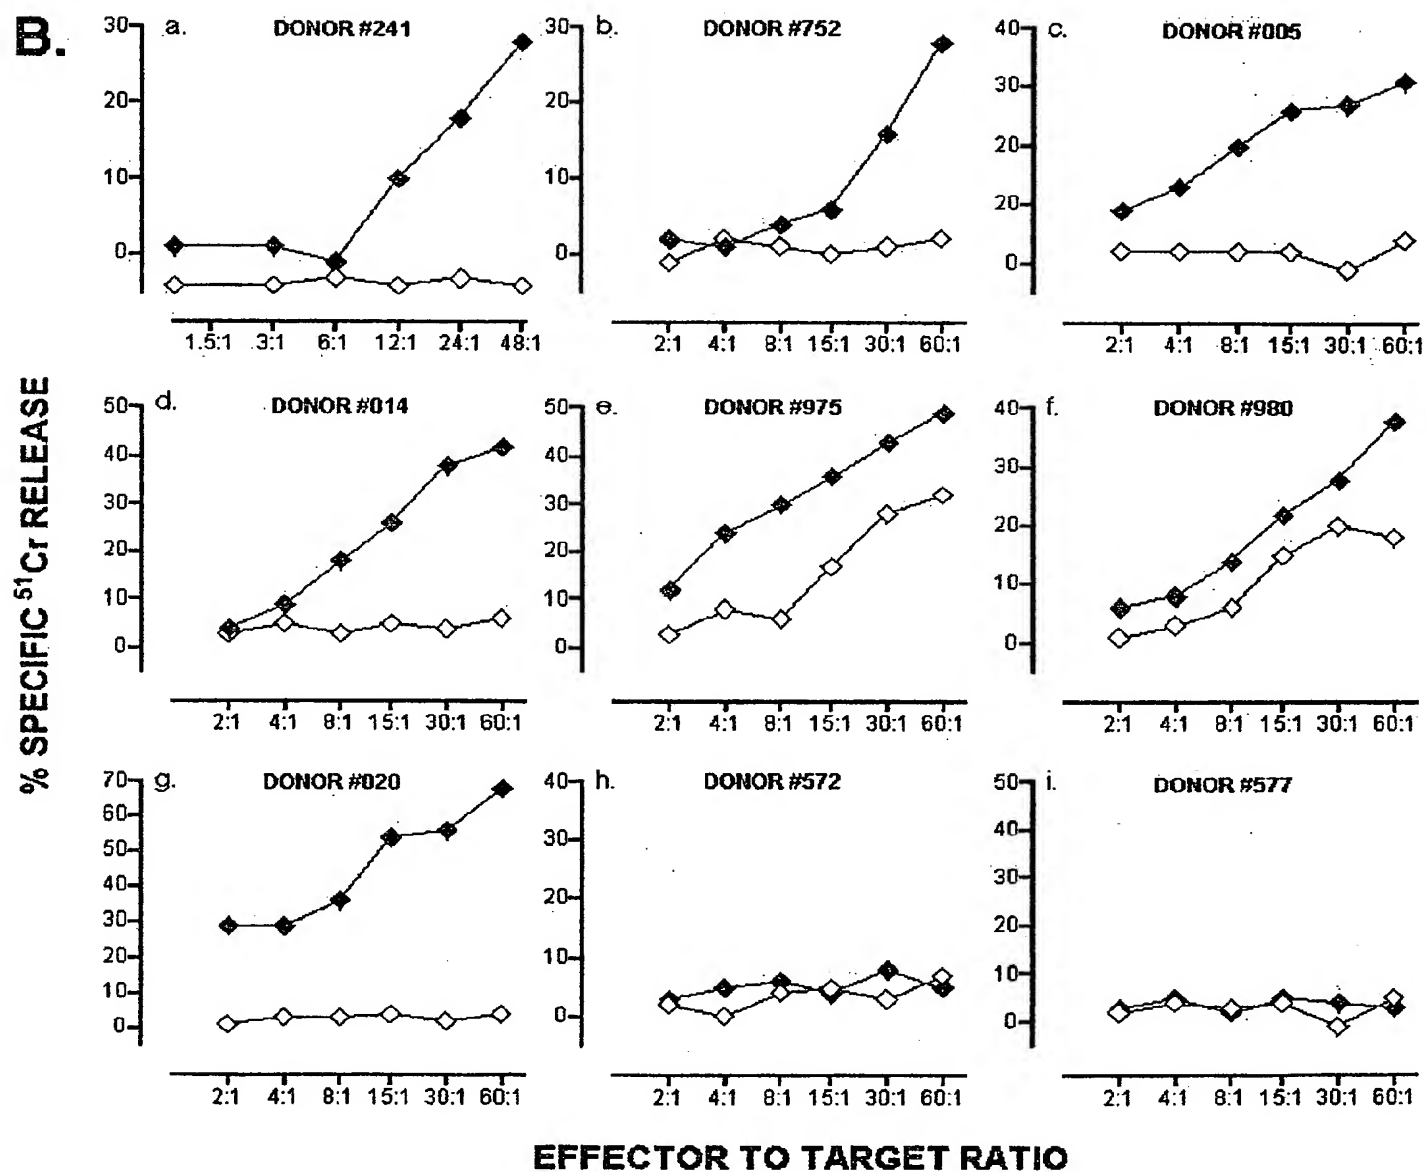 B.
a.
DONOR #241
30
20
10
0
1.5:1 3:1 6:1 12:1 24:1 48:1
b.
DONOR #752
30
20
10
0
2:1 4:1 8:1 15:1 30:1 60:1
c.
DONOR #005
40
30
20
20
0
2:1 4:1 8:1 15:1 30:1 60:1
d.
DONOR #014
50
40
30
20
10
0
2:1 4:1 8:1 15:1 30:1 60:1
e.
DONOR #975
50
40
30
20
10
0
2:1 4:1 8:1 15:1 30:1 60:1
f.
DONOR #980
40
30
20
10
0
2:1 4:1 8:1 15:1 30:1 60:1
g.
DONOR #020
70
60
50
40
30
20
10
0
2:1 4:1 8:1 15:1 30:1 60:1
h.
DONOR #572
40
30
20
10
0
2:1 4:1 8:1 15:1 30:1 60:1
i.
DONOR #577
50
40
30
20
10
0
2:1 4:1 8:1 15:1 30:1 60:1
% SPECIFIC ⁵¹Cr RELEASE
EFFECTOR TO TARGET RATIO